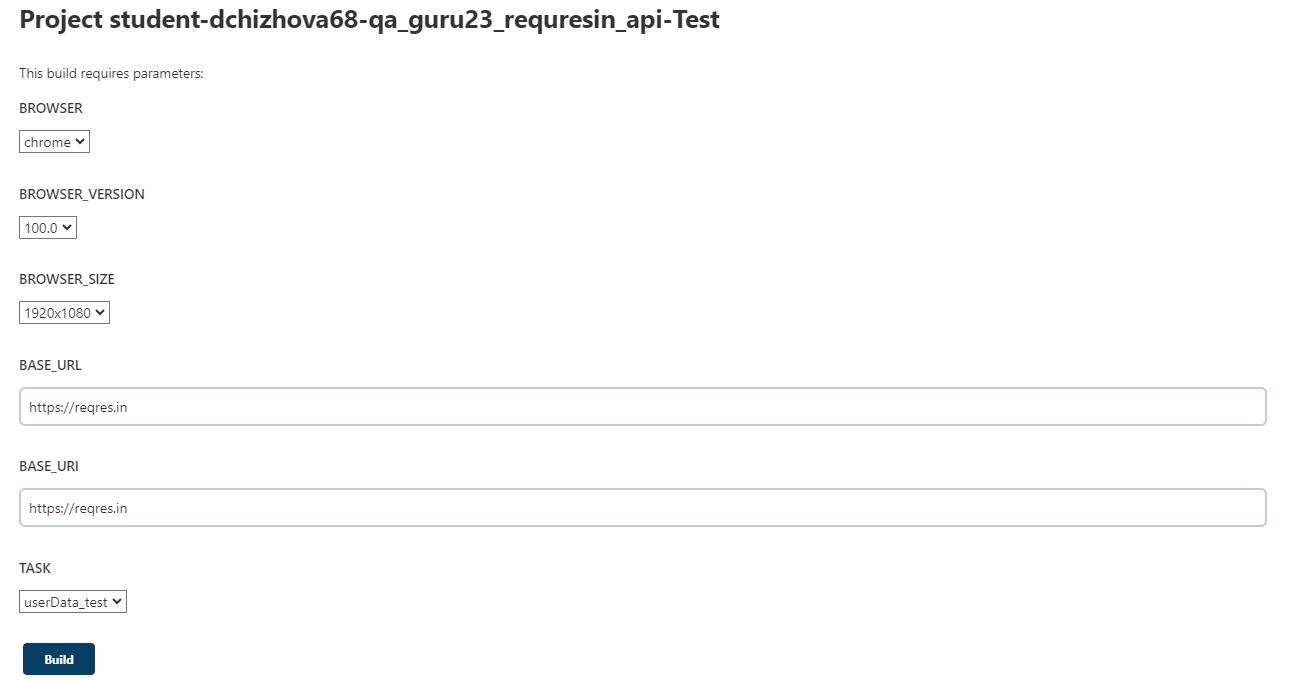 Project student-dchizhova68-qa_guru23_requresin_api-Test
This build requires parameters:
BROWSER
chrome
BROWSER_VERSION
100.0
BROWSER_SIZE
1920x1080
BASE_URL
https://reqres.in
BASE_URI
https://reqres.in
TASK
userData_test
Build